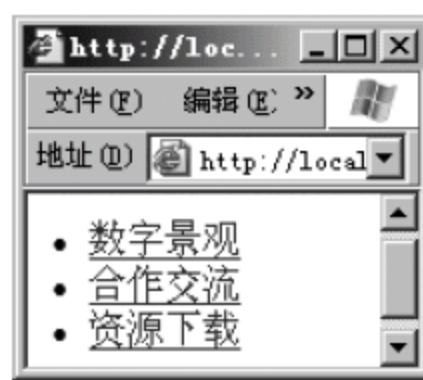 http://loc...
文件(F) 编辑(E) »
地址(D) http://local
数字景观
合作交流
资源下载